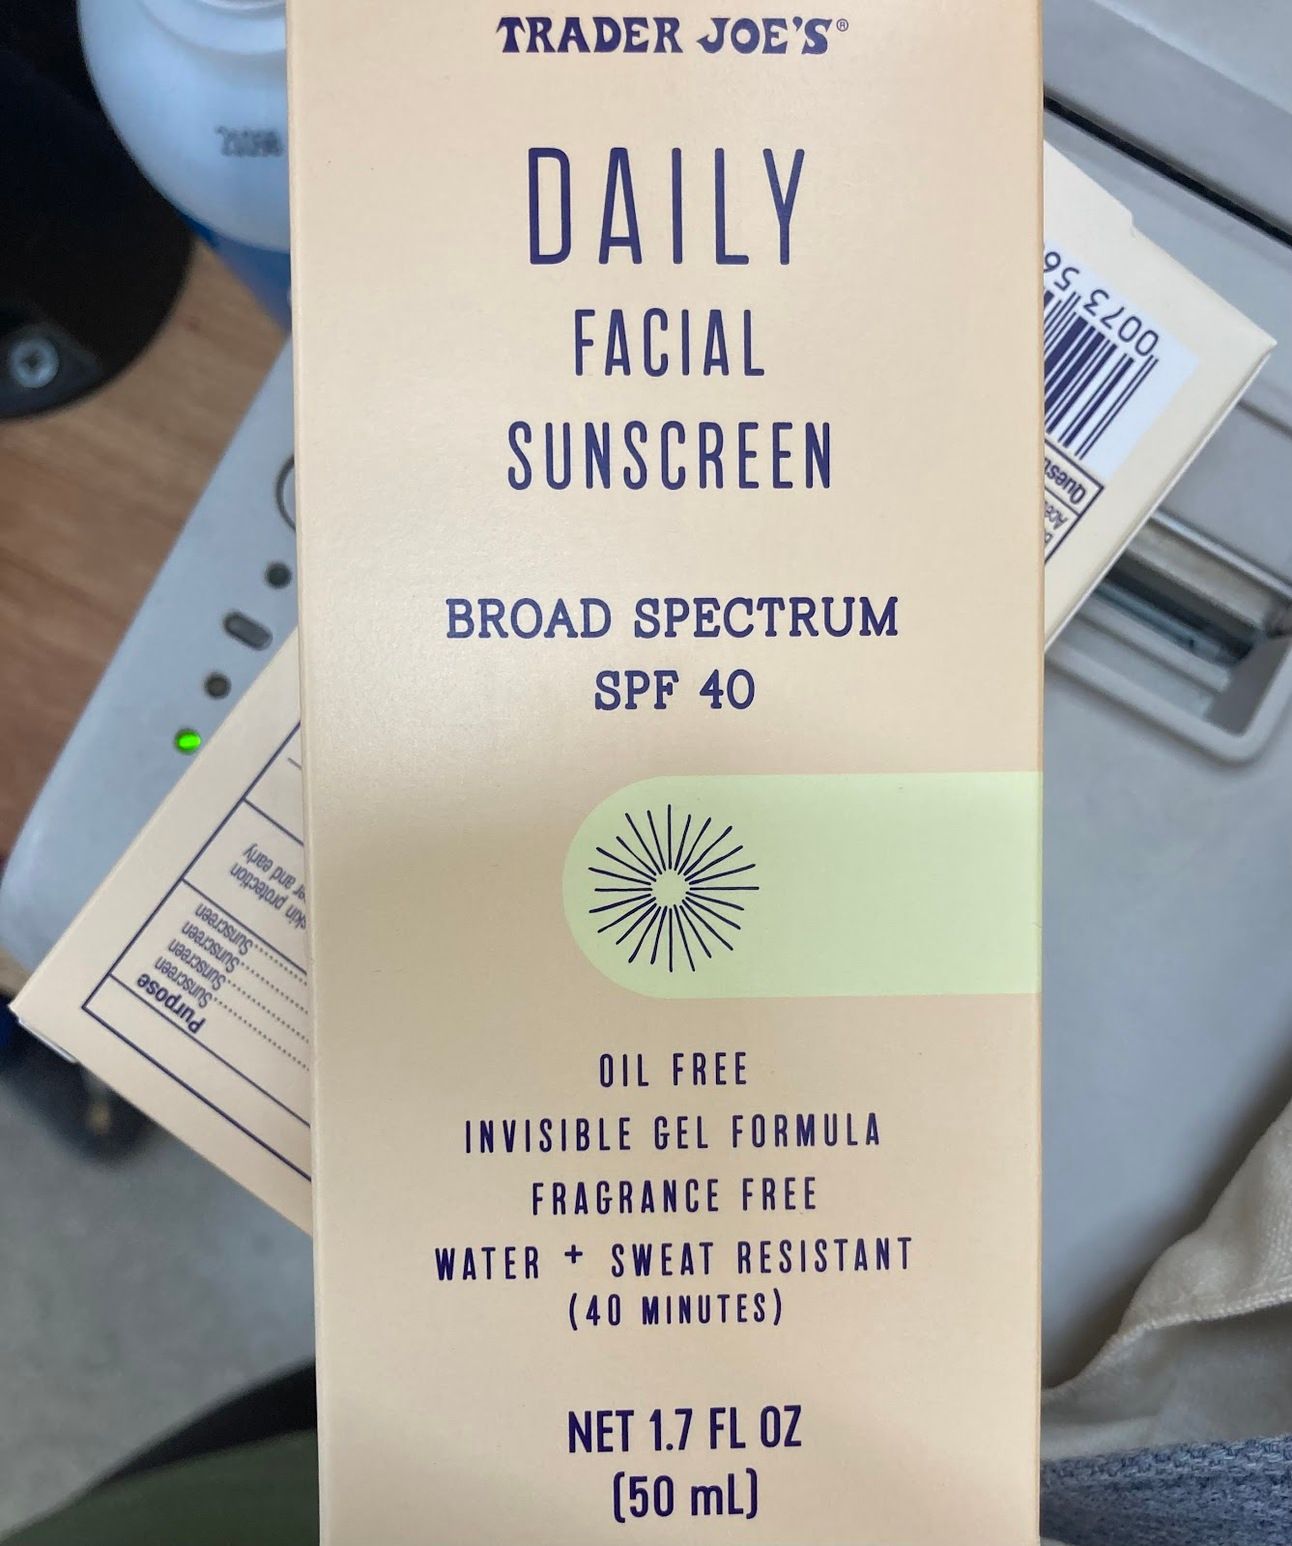 TRADER JOE'S®
DAILY
FACIAL
SUNSCREEN
BROAD SPECTRUM
SPF 40
OIL FREE
INVISIBLE GEL FORMULA
FRAGRANCE FREE
WATER + SWEAT RESISTANT
(40 MINUTES)
NET 1.7 FL OZ
(50 mL)
0073 56
Purpose
Sunscreen
Sunscreen
Sunscreen
Sunscreen
skin protection
and early